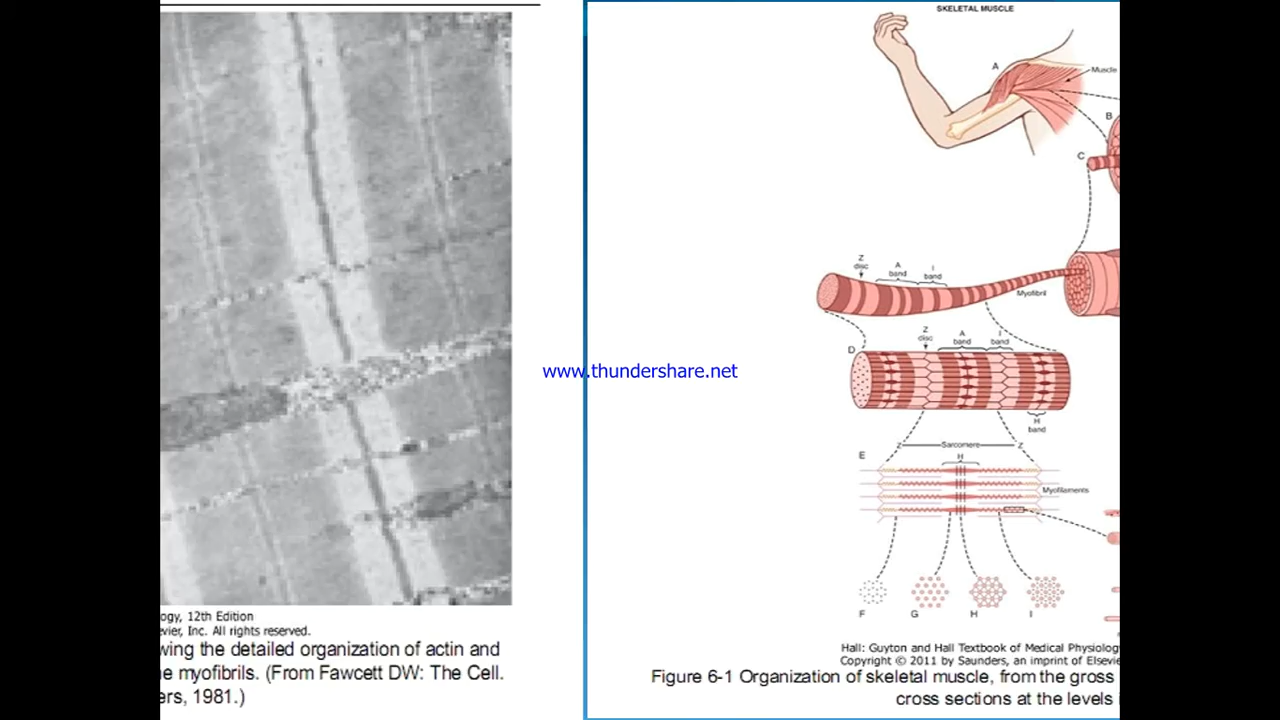 ogy, 12th Edition
vier, Inc. All rights reserved.
wing the detailed organization of actin and
e myofibrils. (From Fawcett DW: The Cell.
ers, 1981.)
www.thundershare.net
SKELETAL MUSCLE
A
Muscle
B
C
Z
disc
A
band
I
band
Myofibril
D
Z
disc
A
band
I
band
H
band
Z
Sarcomere
Z
E
H
Myofilaments
F
G
H
I
Hall: Guyton and Hall Textbook of Medical Physiology
Copyright © 2011 by Saunders, an imprint of Elsevie
Figure 6-1 Organization of skeletal muscle, from the gross
cross sections at the levels i